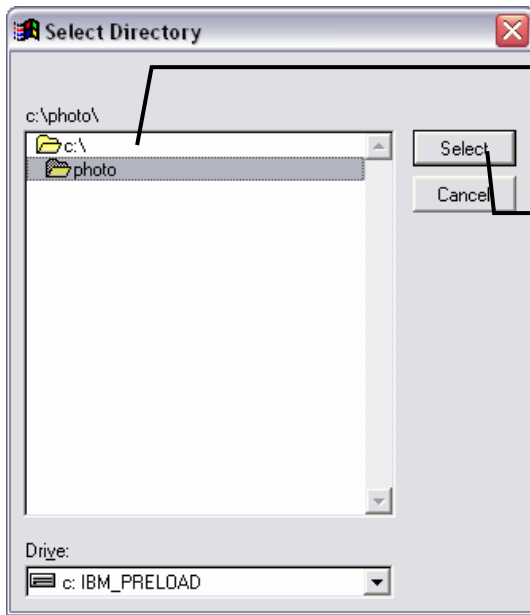 Select Directory
c:\photo\
c:\
photo
Select
Cancel
Drive:
c: IBM_PRELOAD